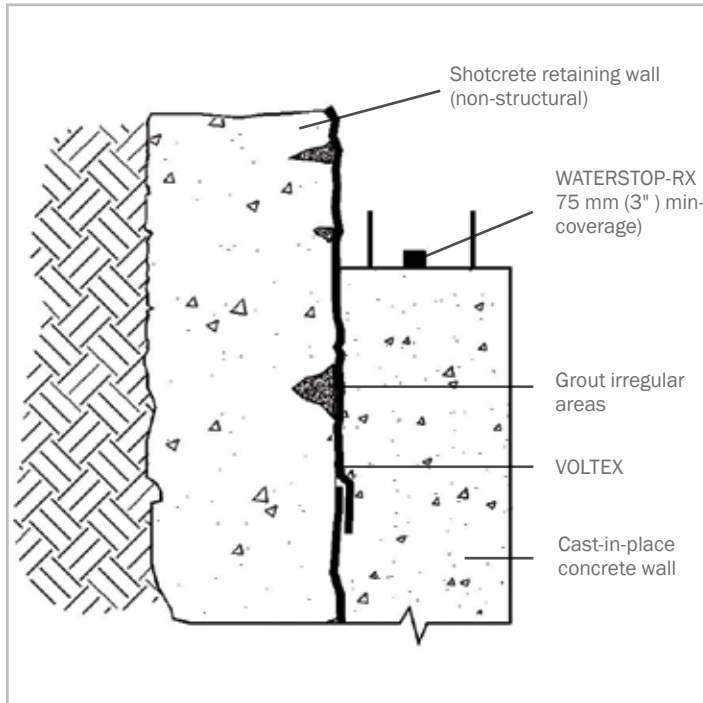 Shotcrete retaining wall
(non-structural)
WATERSTOP-RX
75 mm (3" ) min-
coverage)
Grout irregular
areas
VOLTEX
Cast-in-place
concrete wall